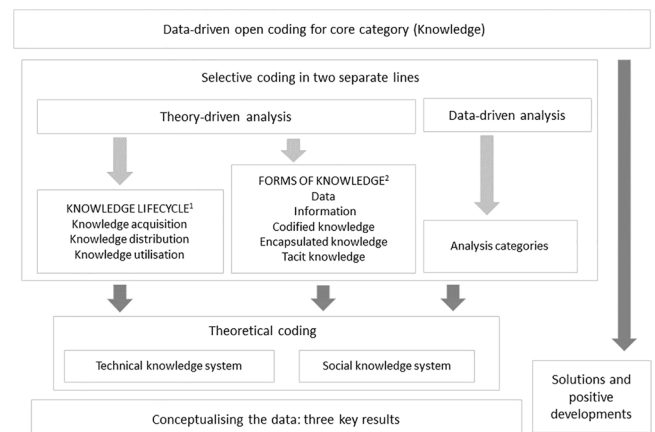 Data-driven open coding for core category (Knowledge)
Selective coding in two separate lines
Theory-driven analysis
Data-driven analysis
KNOWLEDGE LIFECYCLE¹
Knowledge acquisition
Knowledge distribution
Knowledge utilisation
FORMS OF KNOWLEDGE²
Data
Information
Codified knowledge
Encapsulated knowledge
Tacit knowledge
Analysis categories
Theoretical coding
Technical knowledge system
Social knowledge system
Solutions and
positive
developments
Conceptualising the data: three key results